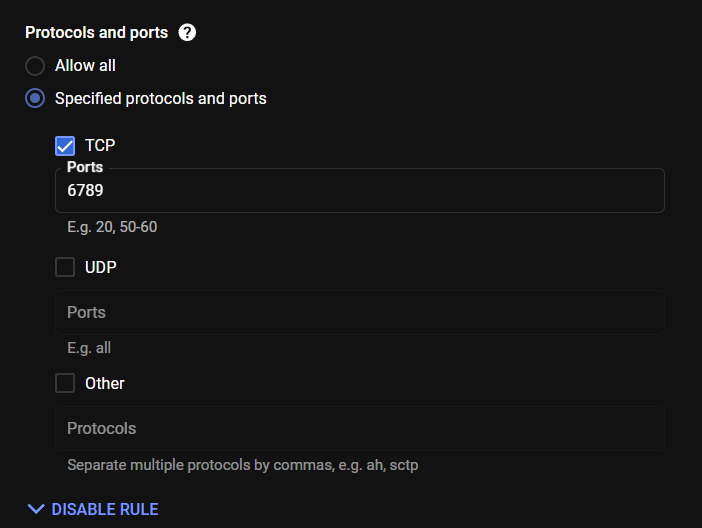 Protocols and ports ?
Allow all
Specified protocols and ports
TCP
Ports
6789
E.g. 20, 50-60
UDP
Ports
E.g. all
Other
Protocols
Separate multiple protocols by commas, e.g. ah, sctp
DISABLE RULE